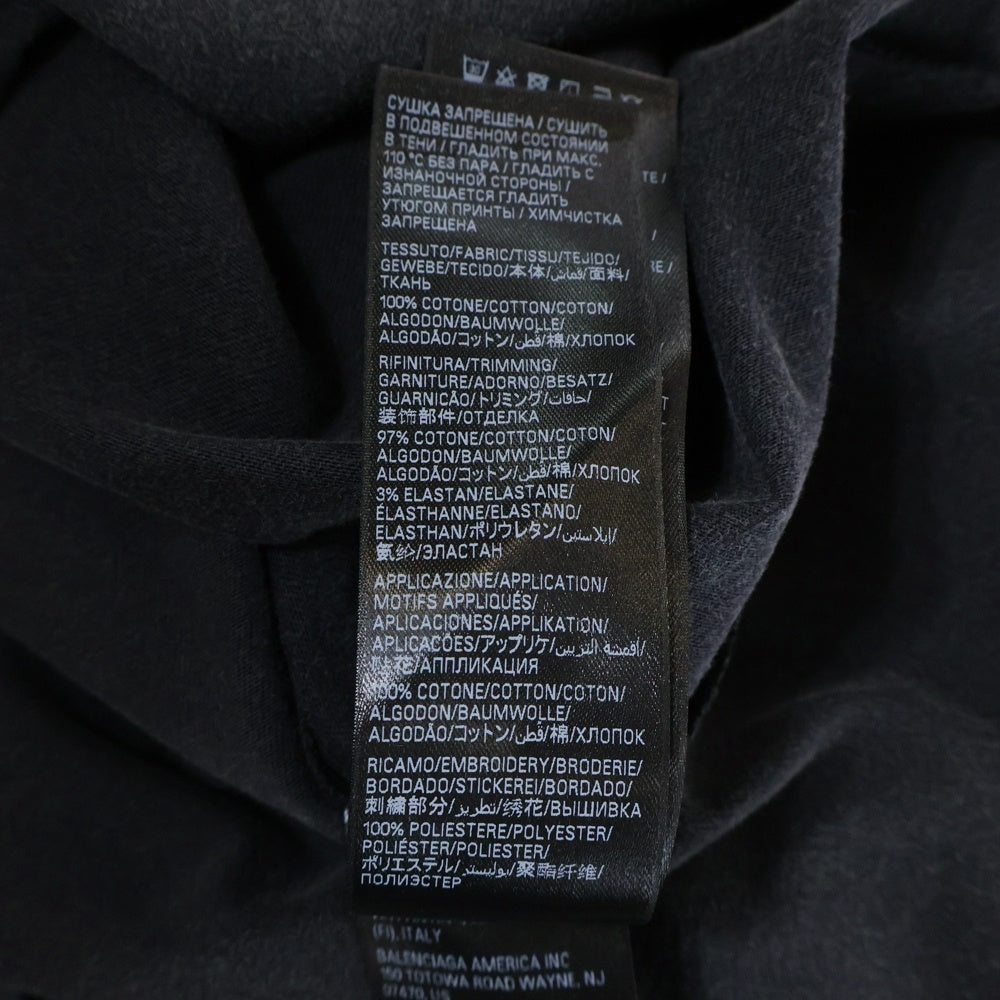 СУШКА ЗАПРЕЩЕНА / СУШИТЬ
В ПОДВЕШЕННОМ СОСТОЯНИИ
В ТЕНИ / ГЛАДИТЬ ПРИ МАКС.
110 °C БЕЗ ПАРА / ГЛАДИТЬ С
ИЗНАНОЧНОЙ СТОРОНЫ /
ЗАПРЕЩАЕТСЯ ГЛАДИТЬ
УТЮГОМ ПРИНТЫ / ХИМЧИСТКА
ЗАПРЕЩЕНА
TESSUTO/FABRIC/TISSU/TEJIDO/
GEWEBE/TECIDO/本体/قماش/面料/
ТКАНЬ
100% COTONE/COTTON/COTON/
ALGODON/BAUMWOLLE/
ALGODÃO/コットン/قطن/棉/ХЛОПОК
RIFINITURA/TRIMMING/
GARNITURE/ADORNO/BESATZ/
GUARNICÃO/トリミング/حافات/
装饰部件/ОТДЕЛКА
97% COTONE/COTTON/COTON/
ALGODON/BAUMWOLLE/
ALGODÃO/コットン/قطن/棉/ХЛОПОК
3% ELASTAN/ELASTANE/
ÉLASTHANNE/ELASTANO/
ELASTHAN/ポリウレタン/إيلاستين/
氨纶/ЭЛАСТАН
APPLICAZIONE/APPLICATION/
MOTIFS APPLIQUÉS/
APLICACIONES/APPLIKATION/
APLICACÕES/アップリケ/أقمشة التزيين/
贴花/АППЛИКАЦИЯ
100% COTONE/COTTON/COTON/
ALGODON/BAUMWOLLE/
ALGODÃO/コットン/قطن/棉/ХЛОПОК
RICAMO/EMBROIDERY/BRODERIE/
BORDADO/STICKEREI/BORDADO/
刺繍部分/تطريز/绣花/ВЫШИВКА
100% POLIESTERE/POLYESTER/
POLIÉSTER/POLIESTER/
ポリエステル/بوليستر/聚酯纤维/
ПОЛИЭСТЕР
(FI), ITALY
BALENCIAGA AMERICA INC
150 TOTOWA ROAD WAYNE, NJ
07470, US